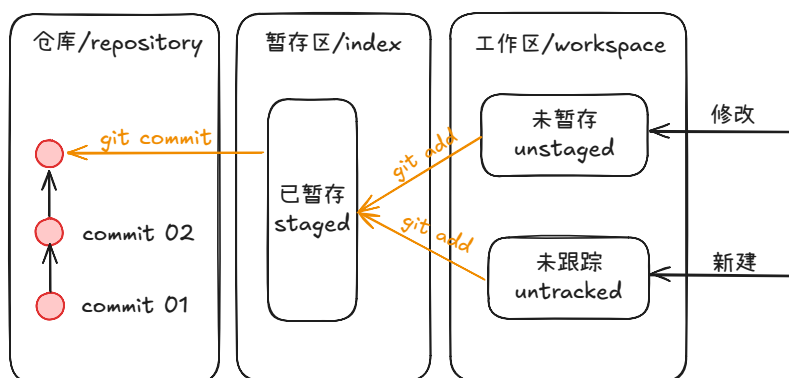 仓库/repository
暂存区/index
工作区/workspace
git commit
git add
未暂存
unstaged
修改
已暂存
staged
git add
commit 02
未跟踪
untracked
新建
commit 01